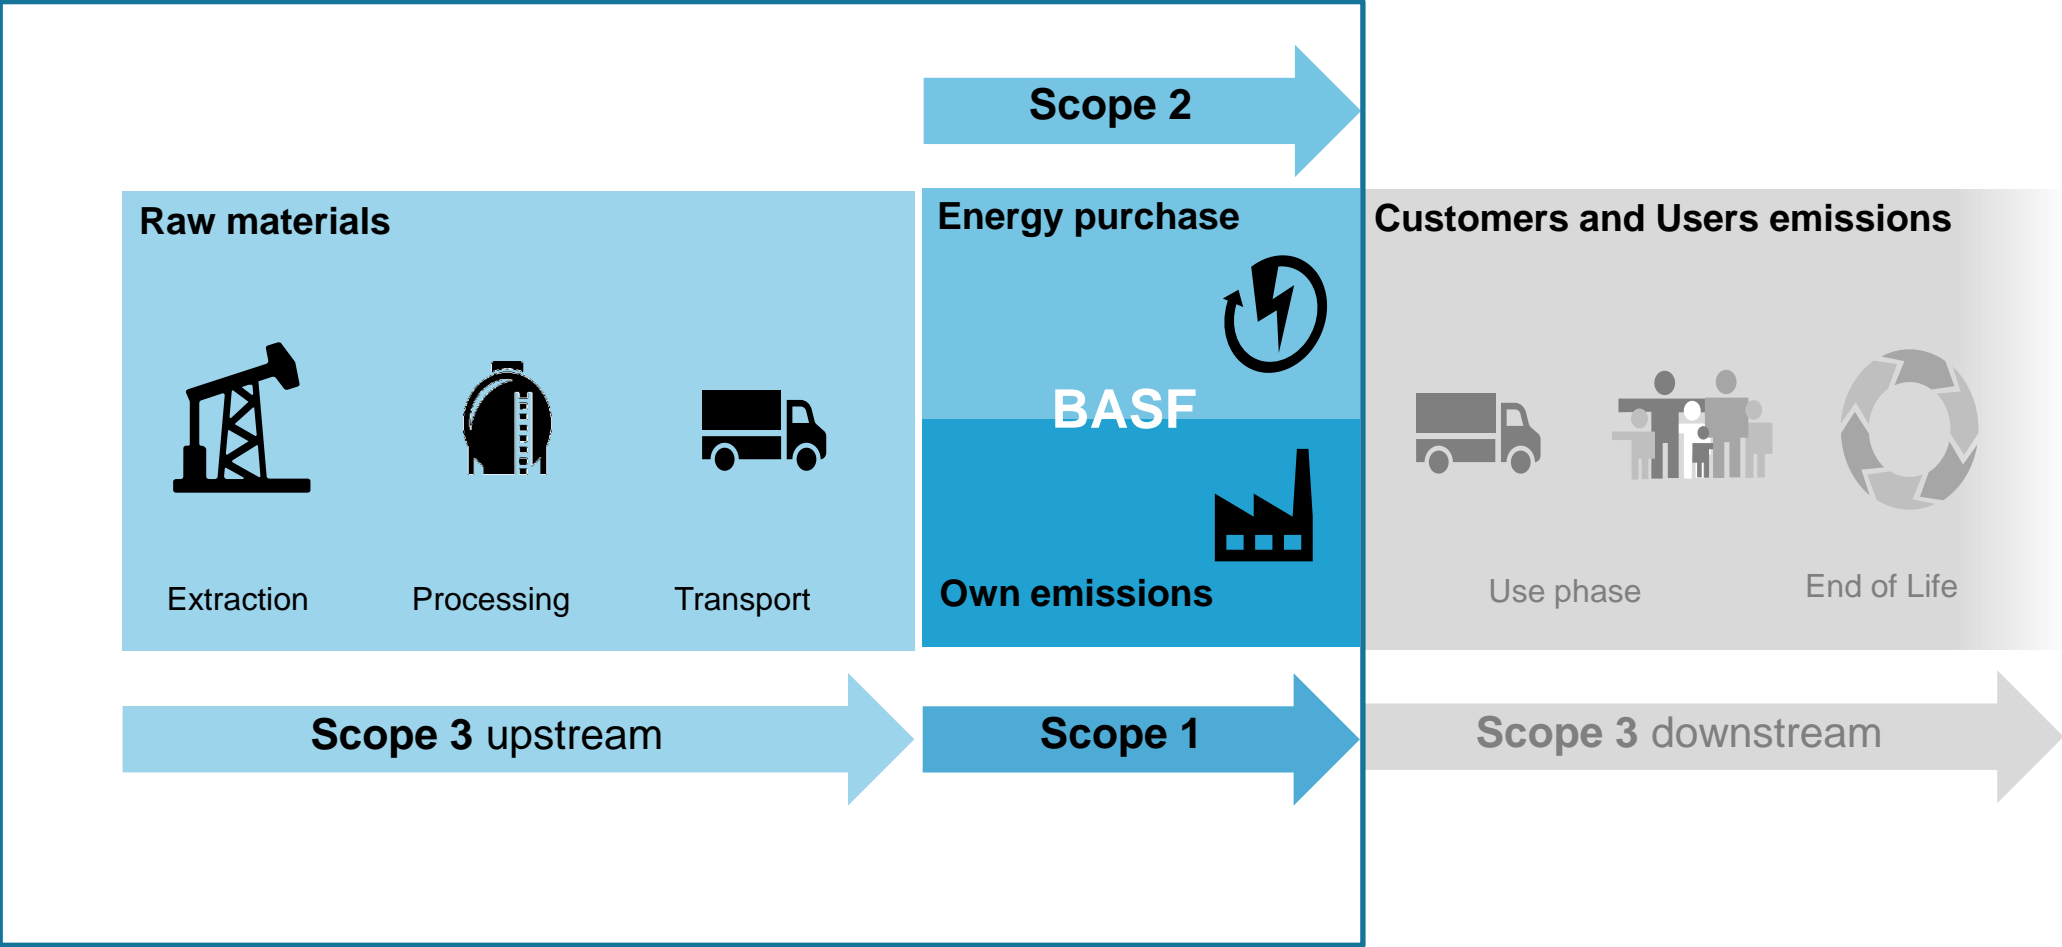 Scope 2
Raw materials
Energy purchase
Customers and Users emissions
BASF
Extraction
Processing
Transport
Own emissions
Use phase
End of Life
Scope 3 upstream
Scope 1
Scope 3 downstream